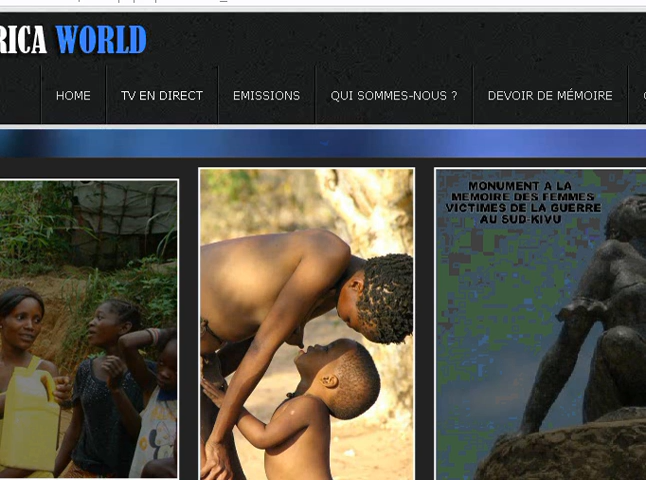 RICA WORLD
HOME
TV EN DIRECT
EMISSIONS
QUI SOMMES-NOUS ?
DEVOIR DE MÉMOIRE
MONUMENT A LA
MEMOIRE DES FEMMES
VICTIMES DE LA GUERRE
AU SUD-KIVU